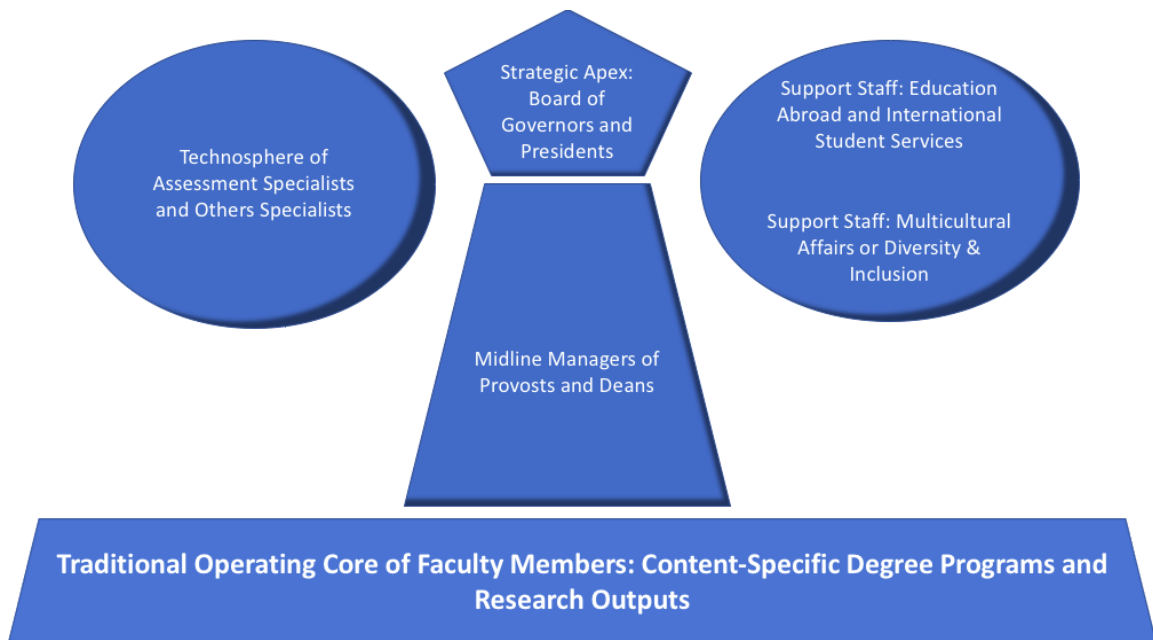 Technosphere of
Assessment Specialists
and Others Specialists
Strategic Apex:
Board of
Governors and
Presidents
Support Staff: Education
Abroad and International
Student Services
Support Staff: Multicultural
Affairs or Diversity &
Inclusion
Midline Managers of
Provosts and Deans
Traditional Operating Core of Faculty Members: Content-Specific Degree Programs and
Research Outputs